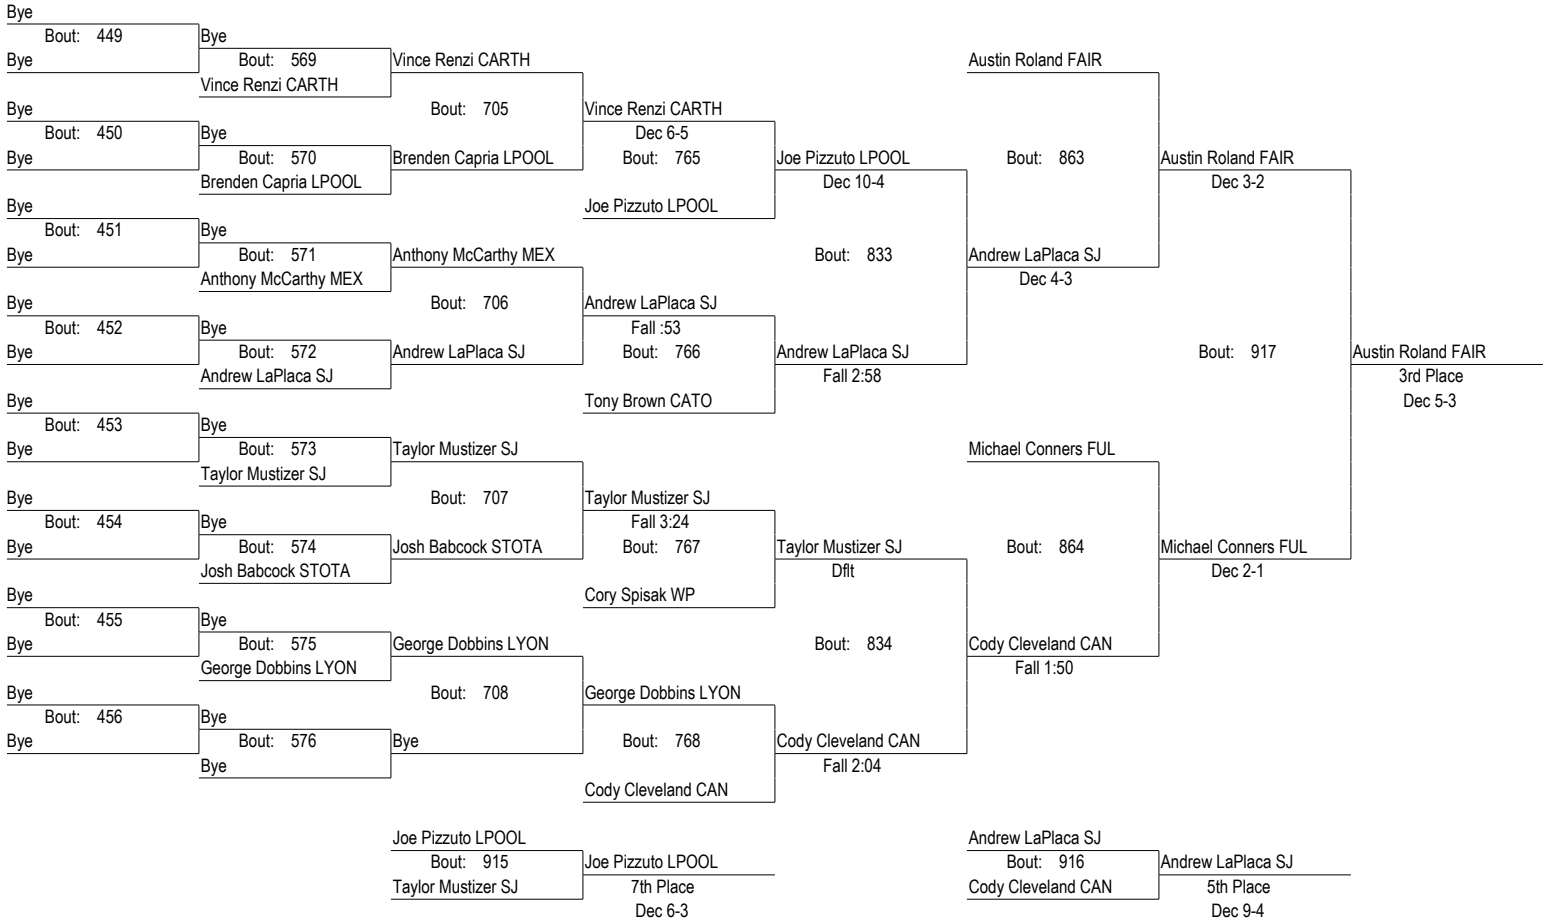 Bye
Bout: 449
Bye
Bye
Bout: 569
Vince Renzi CARTH
Vince Renzi CARTH
Bye
Bout: 450
Bye
Bye
Bout: 570
Brenden Capria LPOOL
Bout: 705
Brenden Capria LPOOL
Vince Renzi CARTH
Dec 6-5
Bout: 765
Joe Pizzuto LPOOL
Joe Pizzuto LPOOL
Dec 10-4
Bye
Bout: 451
Bye
Bye
Bout: 571
Anthony McCarthy MEX
Anthony McCarthy MEX
Bye
Bout: 452
Bye
Bye
Bout: 572
Andrew LaPlaca SJ
Bout: 706
Andrew LaPlaca SJ
Andrew LaPlaca SJ
Fall :53
Bout: 766
Tony Brown CATO
Andrew LaPlaca SJ
Fall 2:58
Bout: 833
Austin Roland FAIR
Bout: 863
Andrew LaPlaca SJ
Dec 4-3
Austin Roland FAIR
Dec 3-2
Bye
Bout: 453
Bye
Bye
Bout: 573
Taylor Mustizer SJ
Taylor Mustizer SJ
Bye
Bout: 454
Bye
Bye
Bout: 574
Josh Babcock STOTA
Bout: 707
Josh Babcock STOTA
Taylor Mustizer SJ
Fall 3:24
Bout: 767
Cory Spisak WP
Taylor Mustizer SJ
Dflt
Bye
Bout: 455
Bye
Bye
Bout: 575
George Dobbins LYON
George Dobbins LYON
Bye
Bout: 456
Bye
Bye
Bout: 576
Bye
Bout: 708
Bye
George Dobbins LYON
Bout: 768
Cody Cleveland CAN
Cody Cleveland CAN
Fall 2:04
Bout: 834
Michael Conners FUL
Bout: 864
Cody Cleveland CAN
Fall 1:50
Michael Conners FUL
Dec 2-1
Bout: 917
Austin Roland FAIR
3rd Place
Dec 5-3
Joe Pizzuto LPOOL
Bout: 915
Taylor Mustizer SJ
Joe Pizzuto LPOOL
7th Place
Dec 6-3
Andrew LaPlaca SJ
Bout: 916
Cody Cleveland CAN
Andrew LaPlaca SJ
5th Place
Dec 9-4